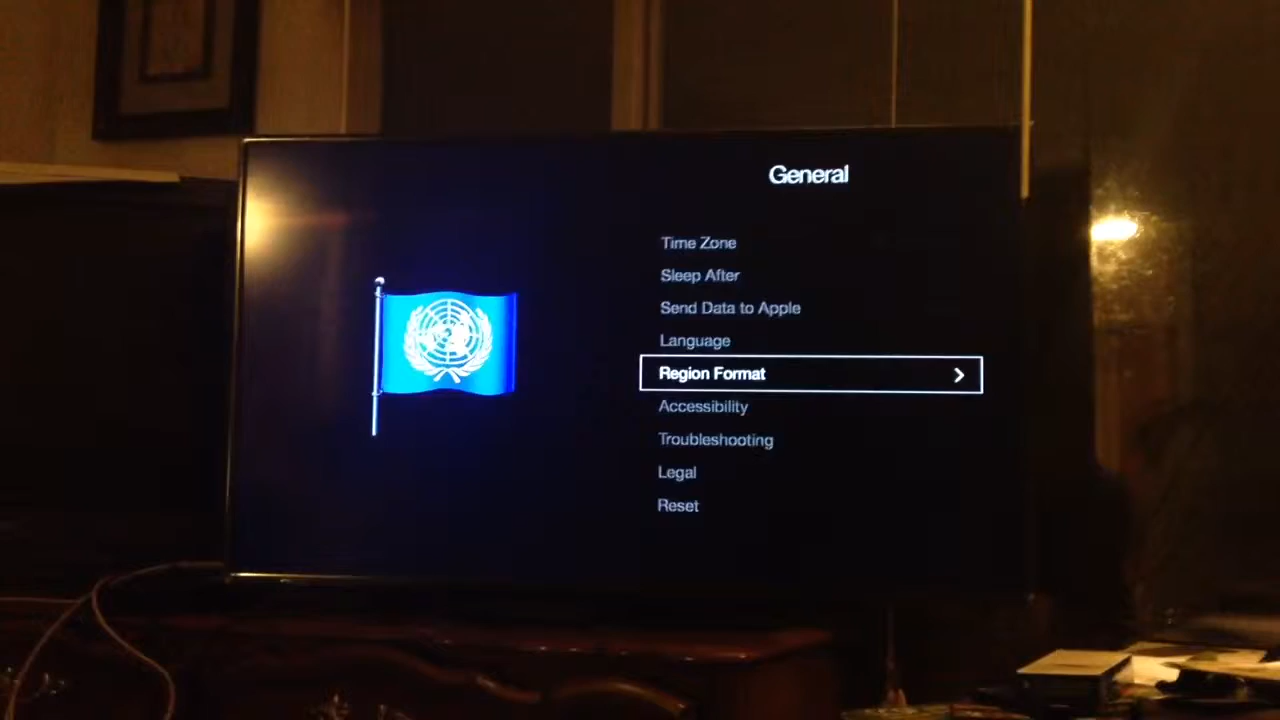 General
Time Zone
Sleep After
Send Data to Apple
Language
Region Format
Accessibility
Troubleshooting
Legal
Reset